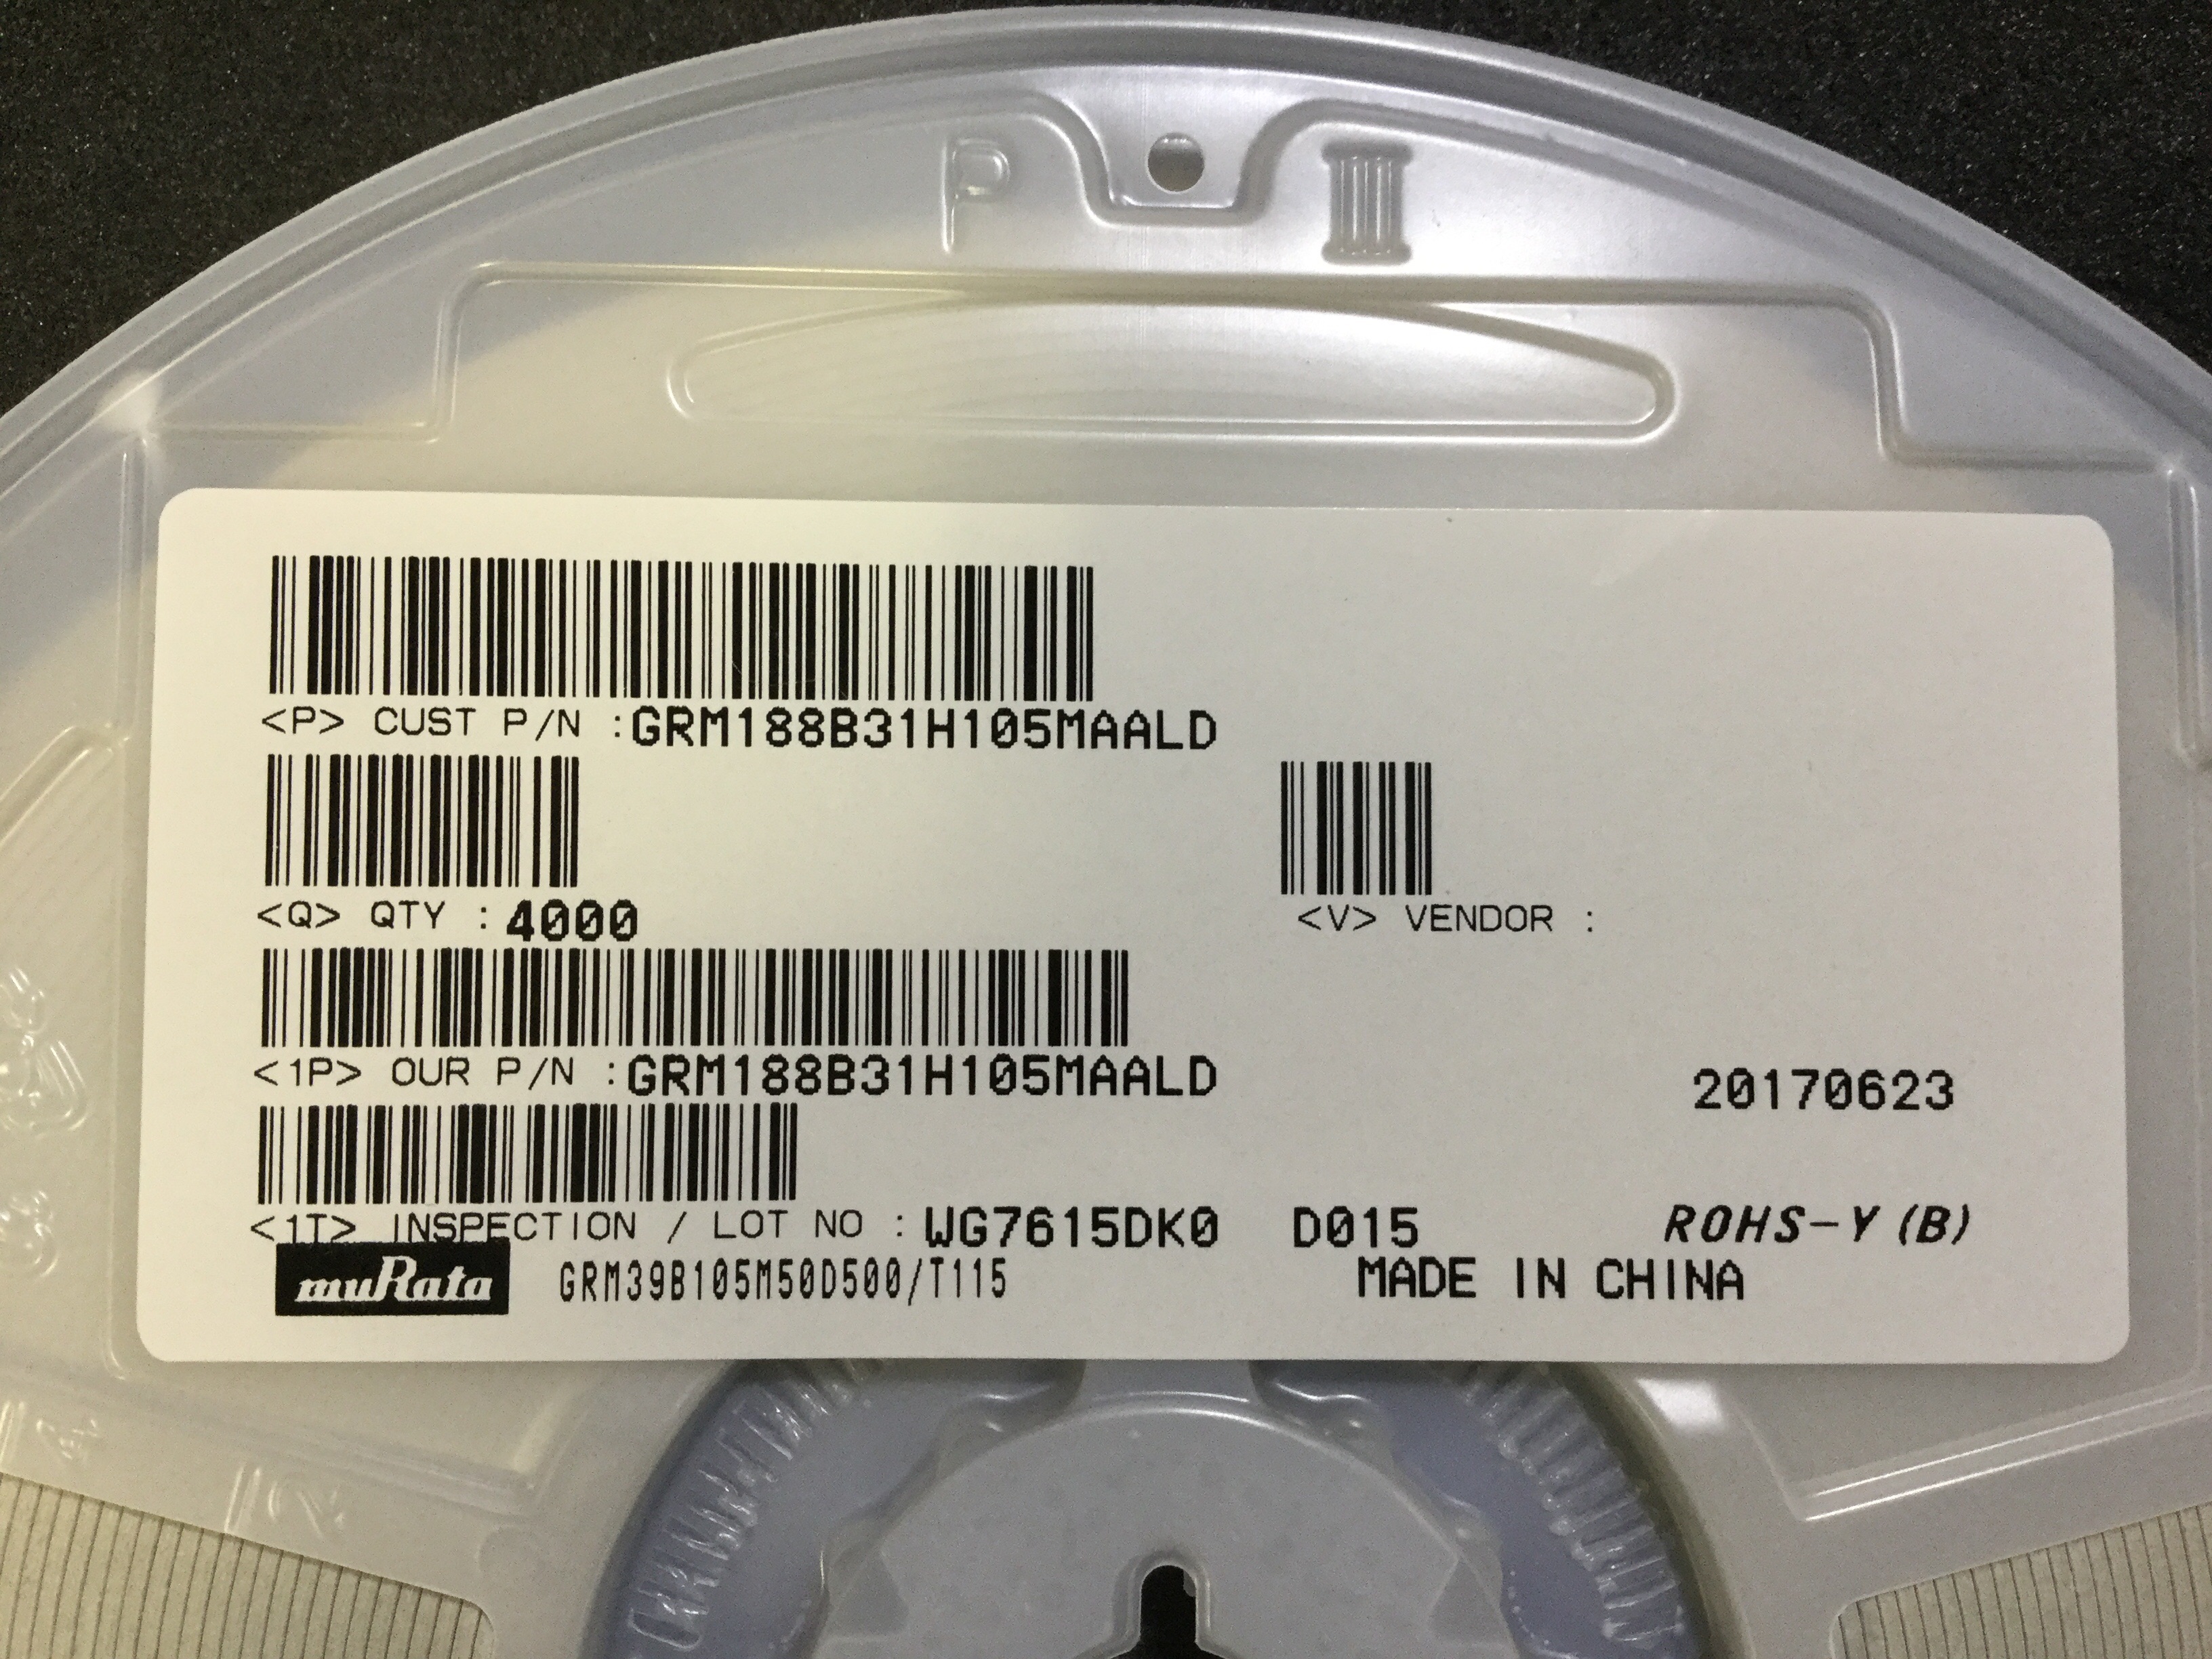 P
<P> CUST P/N :GRM188B31H105MAALD
<Q> QTY :4000
<V> VENDOR :
<1P> OUR P/N :GRM188B31H105MAALD
20170623
<1T> INSPECTION / LOT NO :WG7615DK0 D015 ROHS-Y (B)
muRata GRM39B105M50D500/T115 MADE IN CHINA